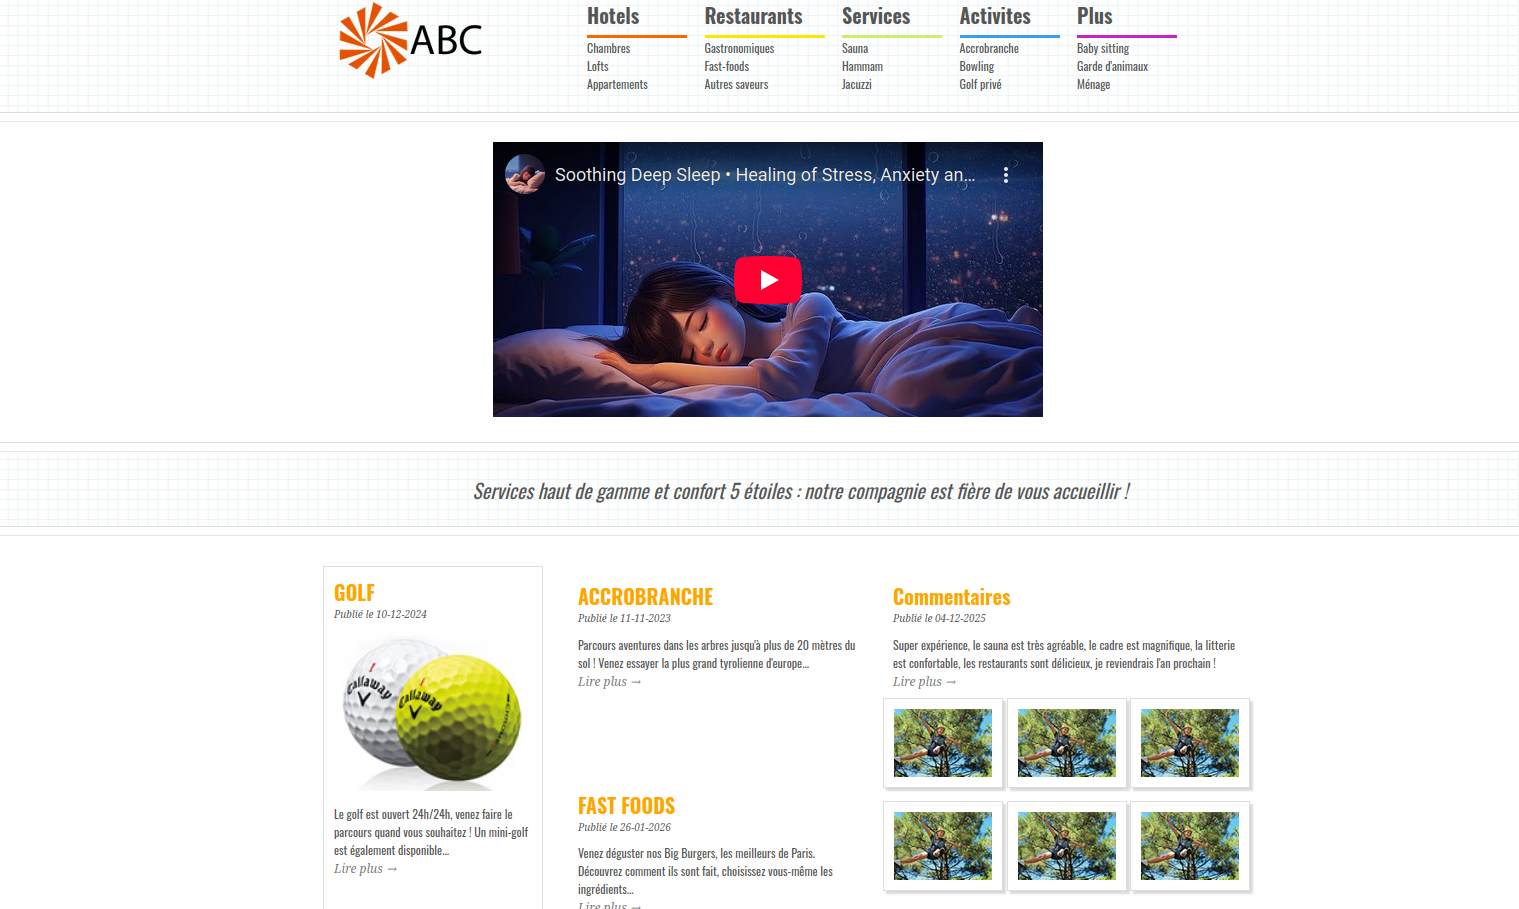 ABC
Hotels
Chambres
Lofts
Appartements
Restaurants
Gastronomiques
Fast-foods
Autres saveurs
Services
Sauna
Hammam
Jacuzzi
Activites
Accrobranche
Bowling
Golf privé
Plus
Baby sitting
Garde d'animaux
Ménage
Soothing Deep Sleep • Healing of Stress, Anxiety an...
Services haut de gamme et confort 5 étoiles : notre compagnie est fière de vous accueillir !
GOLF
Publié le 10-12-2024
Callaway
Callaway
Le golf est ouvert 24h/24h, venez faire le
parcours quand vous souhaitez ! Un mini-golf
est également disponible...
Lire plus →
ACCROBRANCHE
Publié le 11-11-2023
Parcours aventures dans les arbres jusqu'à plus de 20 mètres du
sol ! Venez essayer la plus grand tyrolienne d'europe...
Lire plus →
FAST FOODS
Publié le 26-01-2026
Venez déguster nos Big Burgers, les meilleurs de Paris.
Découvrez comment ils sont fait, choisissez vous-même les
ingrédients...
Lire plus →
Commentaires
Publié le 04-12-2025
Super expérience, le sauna est très agréable, le cadre est magnifique, la litterie
est confortable, les restaurants sont délicieux, je reviendrais l'an prochain !
Lire plus →